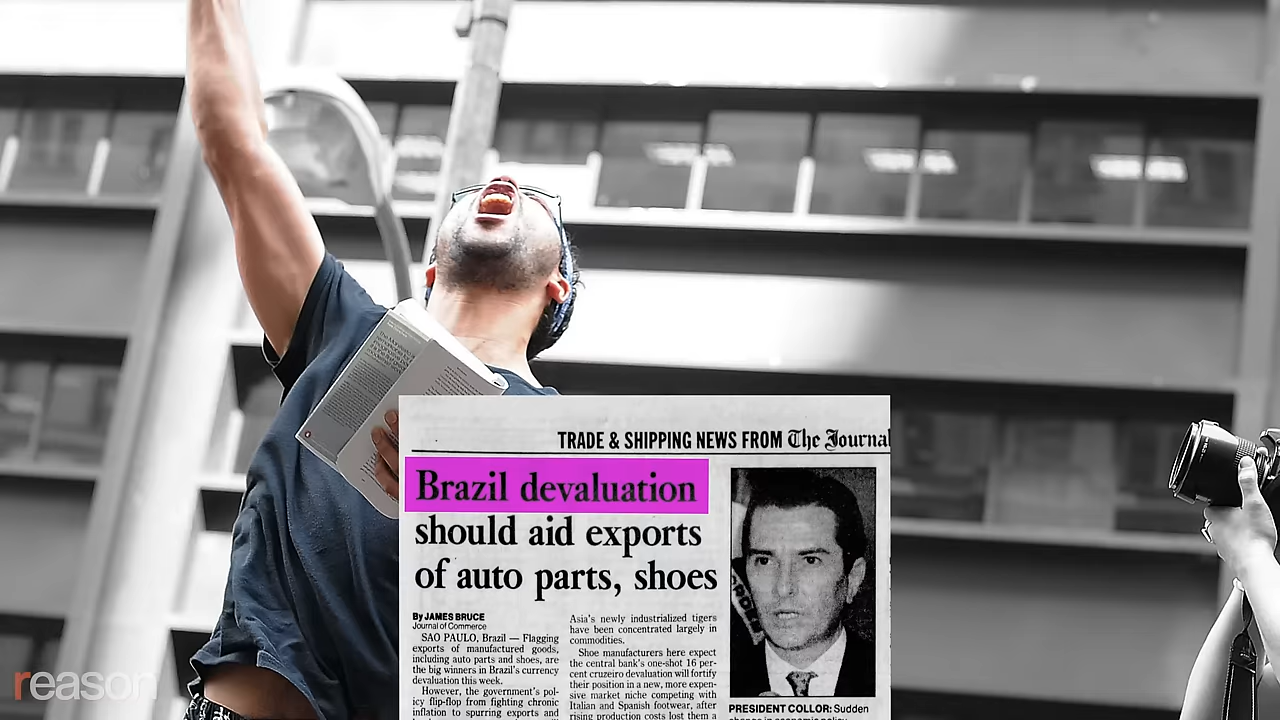 TRADE & SHIPPING NEWS FROM The Journal
Brazil devaluation
should aid exports
of auto parts, shoes
By JAMES BRUCE
Journal of Commerce
SAO PAULO, Brazil — Flagging
exports of manufactured goods,
including auto parts and shoes, are
the big winners in Brazil's currency
devaluation this week.
However, the government's pol-
icy flip-flop from fighting chronic
inflation to spurring exports and
Asia's newly industrialized tigers
have been concentrated largely in
commodities.
Shoe manufacturers here expect
the central bank's one-shot 16 per-
cent cruzeiro devaluation will fortify
their position in a new, more expen-
sive market niche competing with
Italian and Spanish footwear, after
rising production costs lost them a
PRESIDENT COLLOR: Sudden
change in economic policy
reason